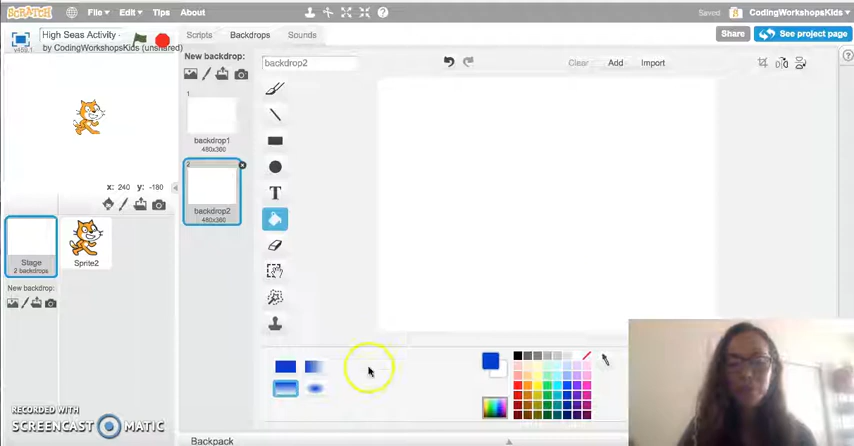 SCRATCH File Edit Tips About Saved CodingWorkshopsKids
High Seas Activity -
by CodingWorkshopsKids (unshared)
Scripts Backdrops Sounds Share See project page
New backdrop:
backdrop2 Clear Add Import
1
backdrop1
480x360
2
backdrop2
480x360
T
x: 240 y: -180
Stage
2 backdrops
Sprite2
New backdrop:
RECORDED WITH
SCREENCAST MATIC
Backpack